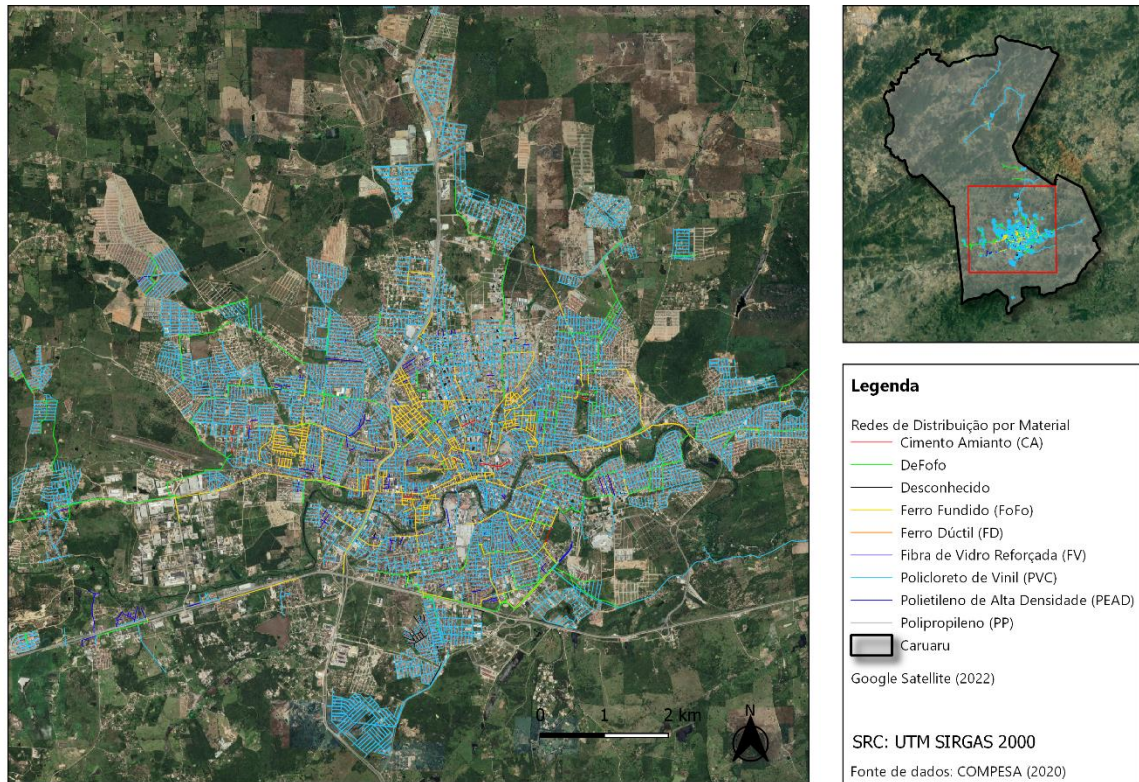 0 1 2 km
N
Legenda
Redes de Distribuição por Material
Cimento Amianto (CA)
DeFofo
Desconhecido
Ferro Fundido (FoFo)
Ferro Dúctil (FD)
Fibra de Vidro Reforçada (FV)
Policloreto de Vinil (PVC)
Polietileno de Alta Densidade (PEAD)
Polipropileno (PP)
Caruaru
Google Satellite (2022)
SRC: UTM SIRGAS 2000
Fonte de dados: COMPESA (2020)